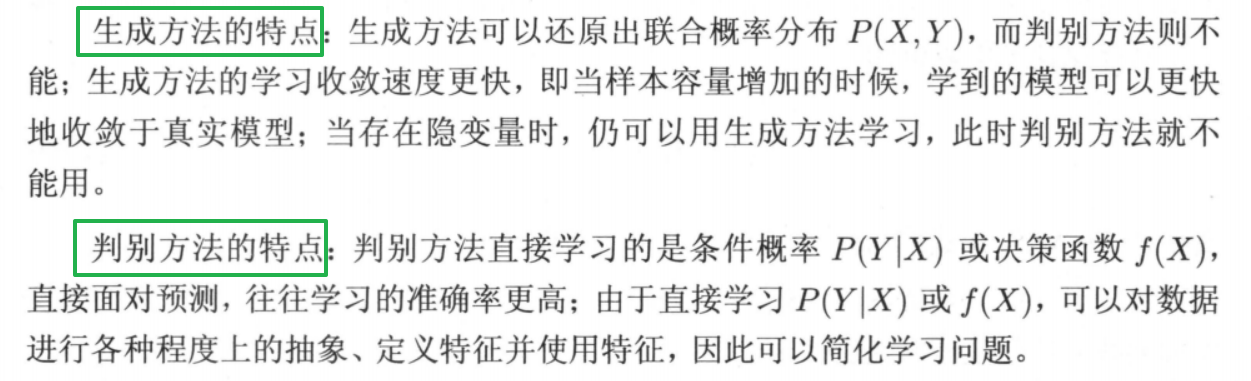 生成方法的特点：生成方法可以还原出联合概率分布 P(X,Y)，而判别方法则不
能；生成方法的学习收敛速度更快，即当样本容量增加的时候，学到的模型可以更快
地收敛于真实模型；当存在隐变量时，仍可以用生成方法学习，此时判别方法就不
能用。
判别方法的特点：判别方法直接学习的是条件概率 P(Y|X) 或决策函数 f(X)，
直接面对预测，往往学习的准确率更高；由于直接学习 P(Y|X) 或 f(X)，可以对数据
进行各种程度上的抽象、定义特征并使用特征，因此可以简化学习问题。